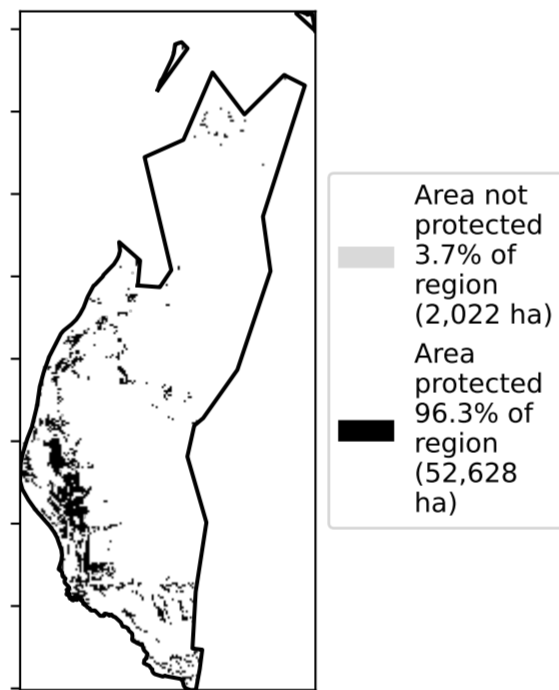 Area not
protected
3.7% of
region
(2,022 ha)
Area
protected
96.3% of
region
(52,628
ha)